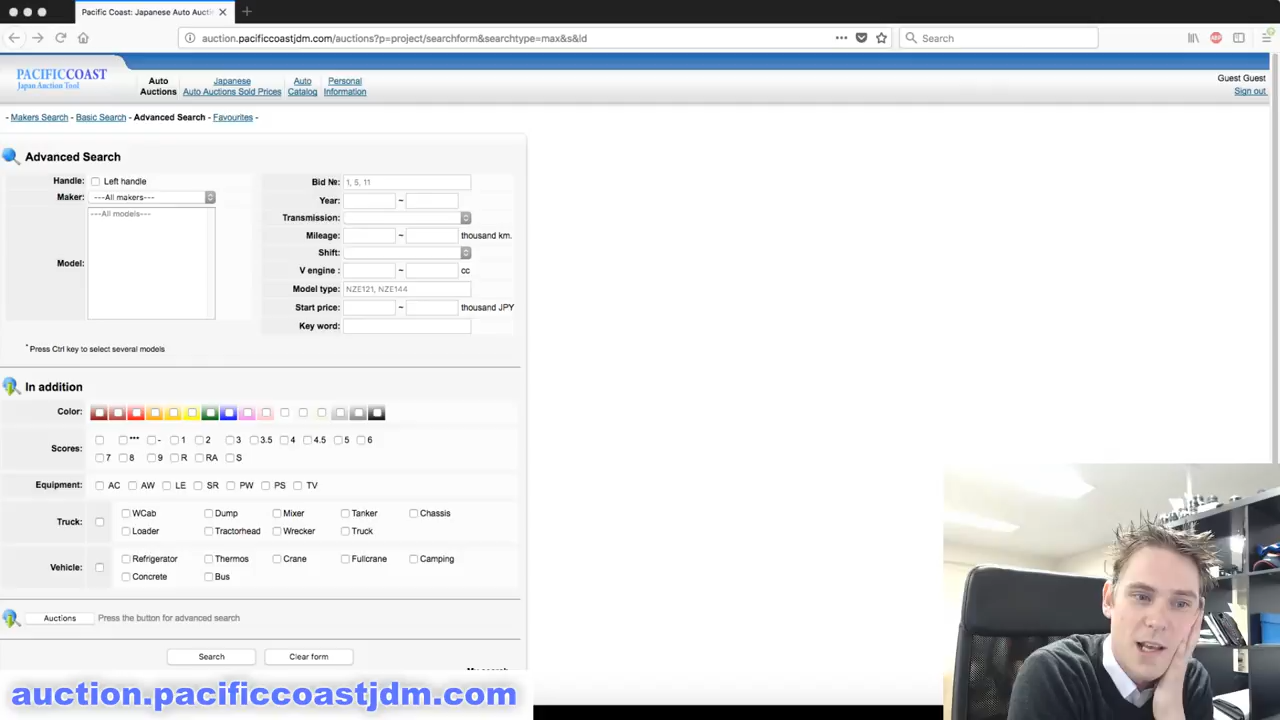 Pacific Coast: Japanese Auto Aucti
auction.pacificcoastjdm.com/auctions?p=project/searchform&searchtype=max&s&ld
Search
PACIFICCOAST
Japan Auction Tool
Auto Auctions
Japanese Auto Auctions Sold Prices
Auto Catalog
Personal Information
Guest Guest
Sign out
- Makers Search - Basic Search - Advanced Search - Favourites -
Advanced Search
Handle: Left handle
Maker: ---All makers---
Model: ---All models---
* Press Ctrl key to select several models
Bid №: 1, 5, 11
Year: ~
Transmission:
Mileage: ~ thousand km.
Shift:
V engine : ~ cc
Model type: NZE121, NZE144
Start price: ~ thousand JPY
Key word:
In addition
Color:
Scores: *** - 1 2 3 3.5 4 4.5 5 6
7 8 9 R RA S
Equipment: AC AW LE SR PW PS TV
Truck: WCab Dump Mixer Tanker Chassis
Loader Tractorhead Wrecker Truck
Vehicle: Refrigerator Thermos Crane Fullcrane Camping
Concrete Bus
Auctions Press the button for advanced search
Search Clear form
auction.pacificcoastjdm.com